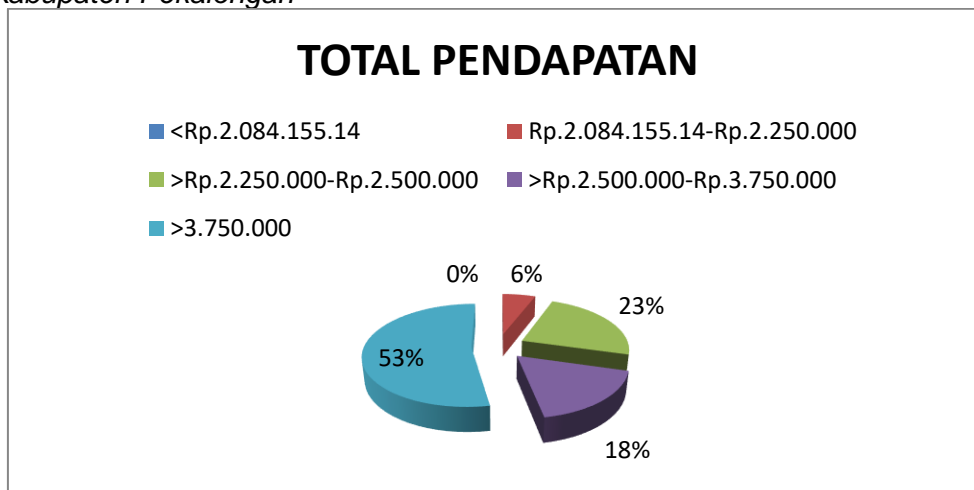 Kabupaten Pekalongan
TOTAL PENDAPATAN
<Rp.2.084.155.14 Rp.2.084.155.14-Rp.2.250.000
>Rp.2.250.000-Rp.2.500.000 >Rp.2.500.000-Rp.3.750.000
>3.750.000
0% 6%
23%
53%
18%